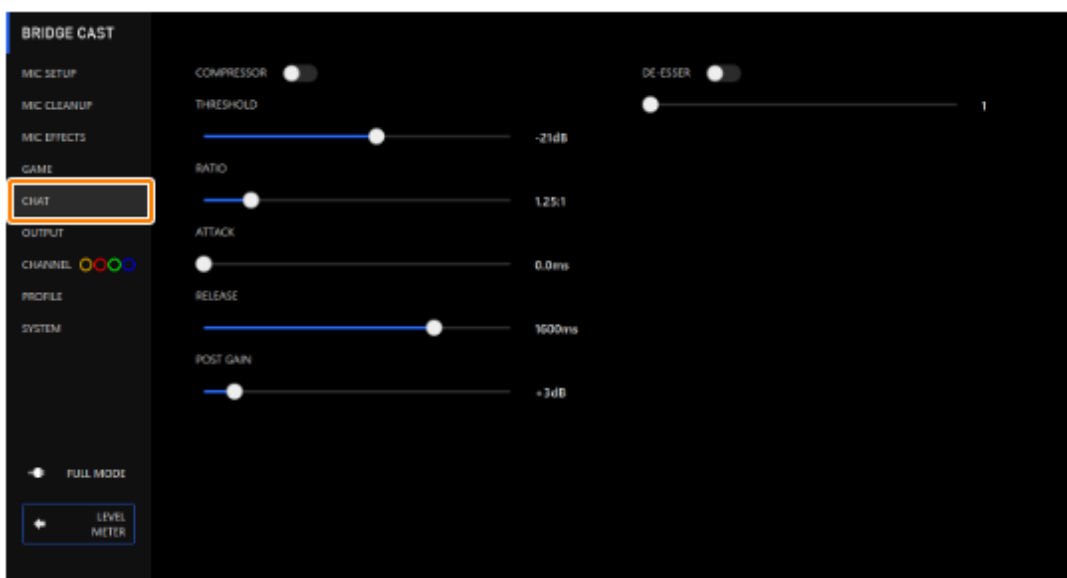 BRIDGE CAST
MIC SETUP
MIC CLEANUP
MIC EFFECTS
GAME
CHAT
OUTPUT
CHANNEL
PROFILE
SYSTEM
FULL MODE
LEVEL
METER
COMPRESSOR
THRESHOLD
-21dB
RATIO
1.25:1
ATTACK
0.0ms
RELEASE
1600ms
POST GAIN
+3dB
DE-ESSER
1